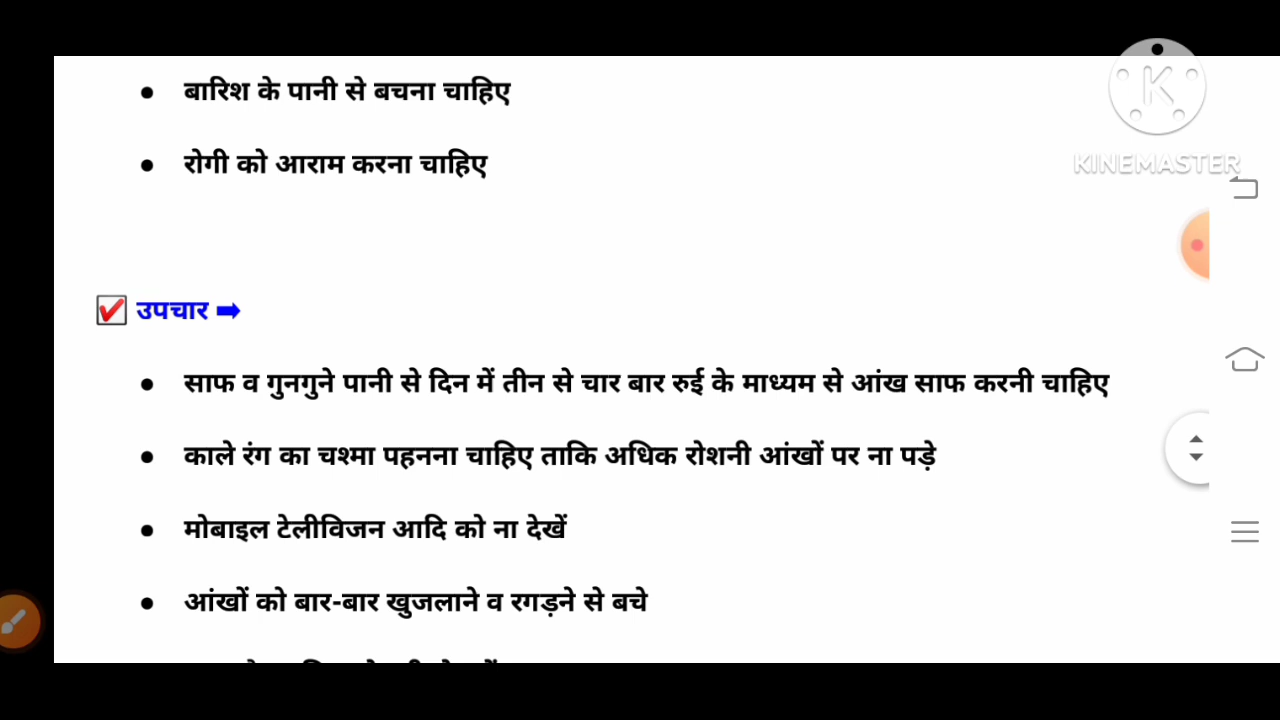 बारिश के पानी से बचना चाहिए
KINEMASTER
रोगी को आराम करना चाहिए
उपचार
साफ व गुनगुने पानी से दिन में तीन से चार बार रुई के माध्यम से आंख साफ करनी चाहिए
काले रंग का चश्मा पहनना चाहिए ताकि अधिक रोशनी आंखों पर ना पड़े
मोबाइल टेलीविजन आदि को ना देखें
आंखों को बार-बार खुजलाने व रगड़ने से बचे